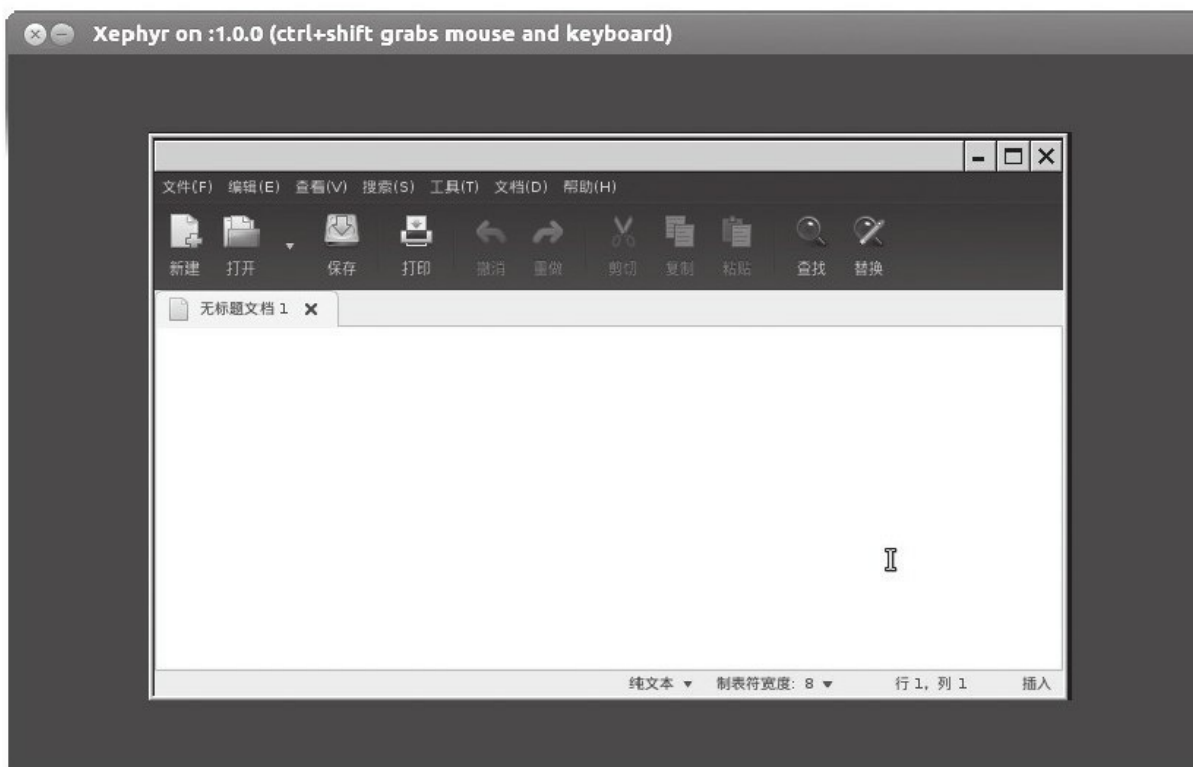 Xephyr on :1.0.0 (ctrl+shift grabs mouse and keyboard)
文件(F) 编辑(E) 查看(V) 搜索(S) 工具(T) 文档(D) 帮助(H)
新建 打开 保存 打印 撤消 重做 剪切 复制 粘贴 查找 替换
无标题文档 1
纯文本 制表符宽度: 8 行 1, 列 1 插入